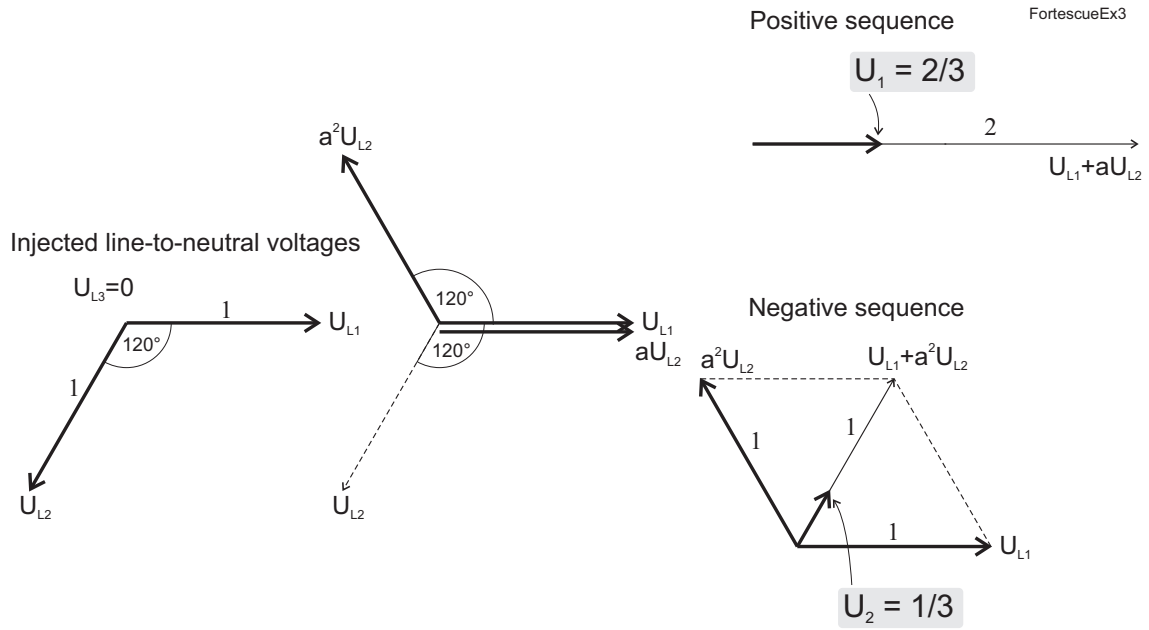 Positive sequence
FortescueEx3
U₁ = 2/3
2
U_L1+aU_L2
a²U_L2
Injected line-to-neutral voltages
U_L3=0
1
U_L1
120°
1
U_L2
120°
120°
U_L1
aU_L2
U_L2
Negative sequence
a²U_L2
U_L1+a²U_L2
1
1
1
U_L1
U₂ = 1/3